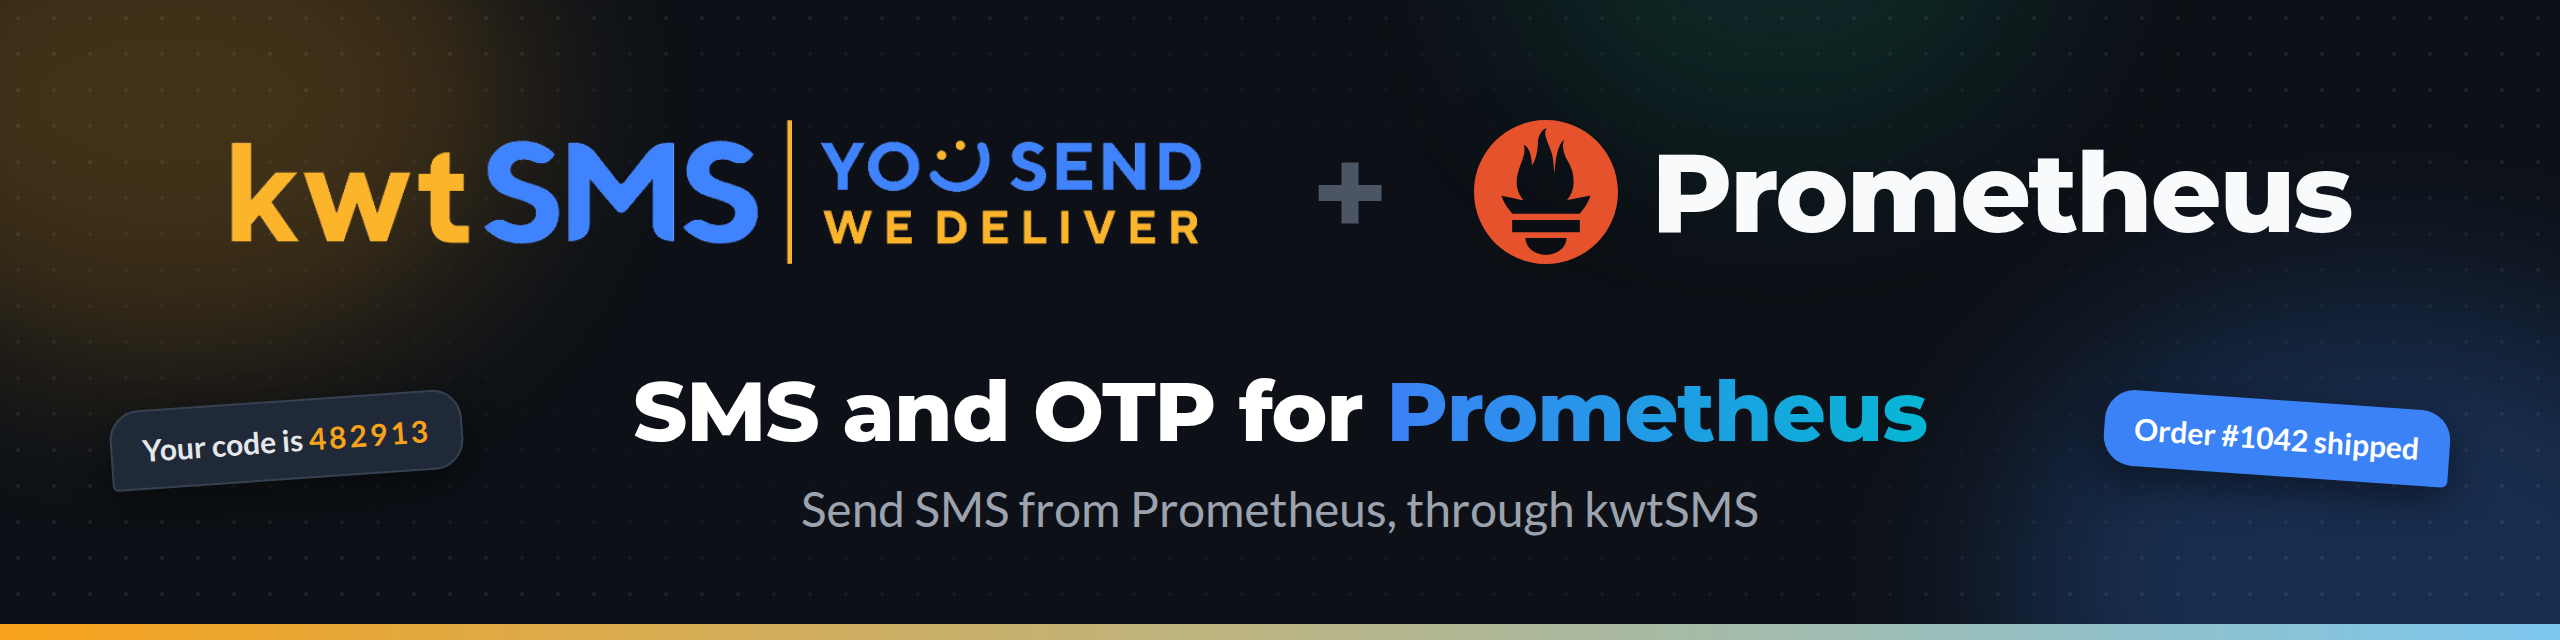 kwtSMS
YOU SEND
WE DELIVER
+
Prometheus
SMS and OTP for Prometheus
Your code is 482913
Order #1042 shipped
Send SMS from Prometheus, through kwtSMS